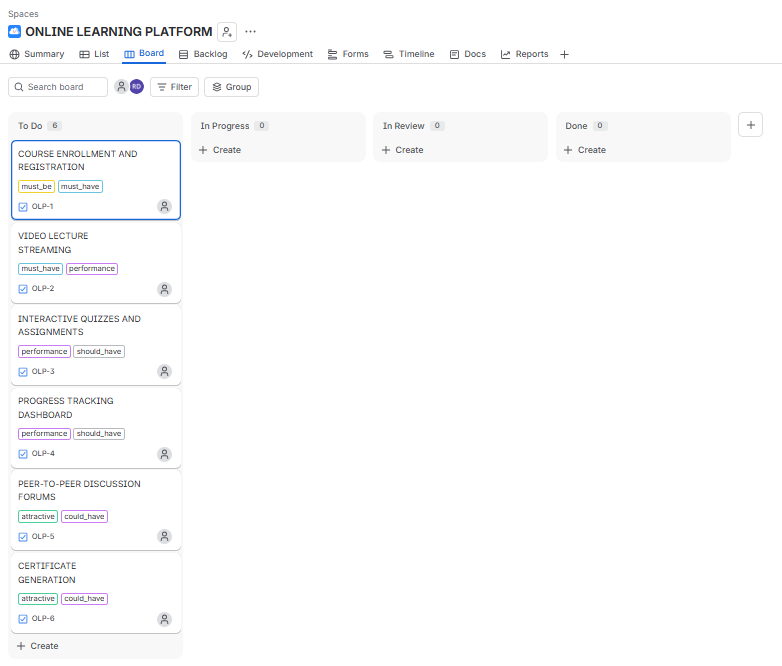 Spaces
ONLINE LEARNING PLATFORM
Summary List Board Backlog Development Forms Timeline Docs Reports
Search board RD Filter Group
To Do 6 In Progress 0 In Review 0 Done 0
Create Create Create
COURSE ENROLLMENT AND
REGISTRATION
must_be must_have
OLP-1
VIDEO LECTURE
STREAMING
must_have performance
OLP-2
INTERACTIVE QUIZZES AND
ASSIGNMENTS
performance should_have
OLP-3
PROGRESS TRACKING
DASHBOARD
performance should_have
OLP-4
PEER-TO-PEER DISCUSSION
FORUMS
attractive could_have
OLP-5
CERTIFICATE
GENERATION
attractive could_have
OLP-6
Create